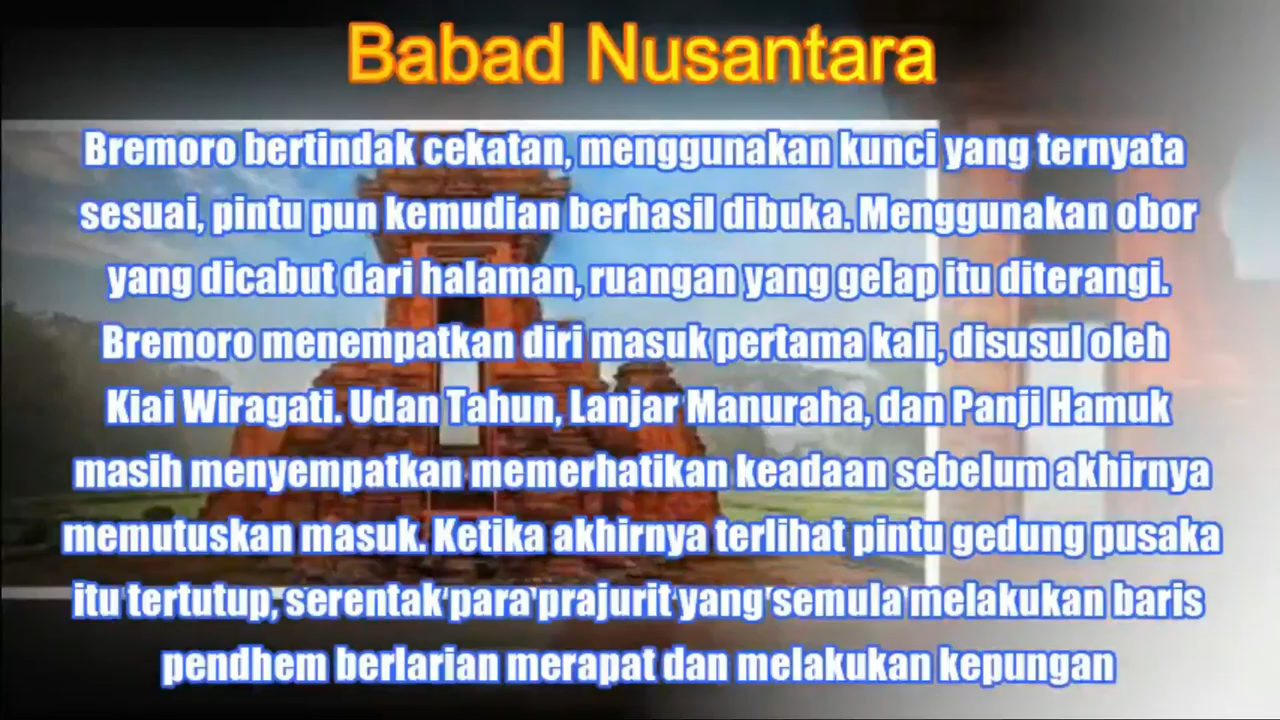 Babad Nusantara
Bremoro bertindak cekatan, menggunakan kunci yang ternyata
sesuai, pintu pun kemudian berhasil dibuka. Menggunakan obor
yang dicabut dari halaman, ruangan yang gelap itu diterangi.
Bremoro menempatkan diri masuk pertama kali, disusul oleh
Kiai Wiragati. Udan Tahun, Lanjar Manuraha, dan Panji Hamuk
masih menyempatkan memerhatikan keadaan sebelum akhirnya
memutuskan masuk. Ketika akhirnya terlihat pintu gedung pusaka
itu tertutup, serentak para prajurit yang semula melakukan baris
pendhem berlarian merapat dan melakukan kepungan